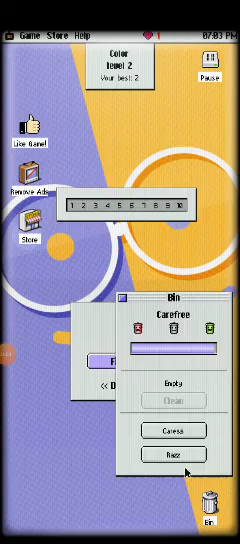 Game Store Help 1 07:03 PM
Color
level 2
Your best: 2
Pause
Like Game!
Remove Ads
Store
1 2 3 4 5 6 7 8 9 10
Bin
Carefree
Empty
Clean
<< D
Caress
Razz
Bin